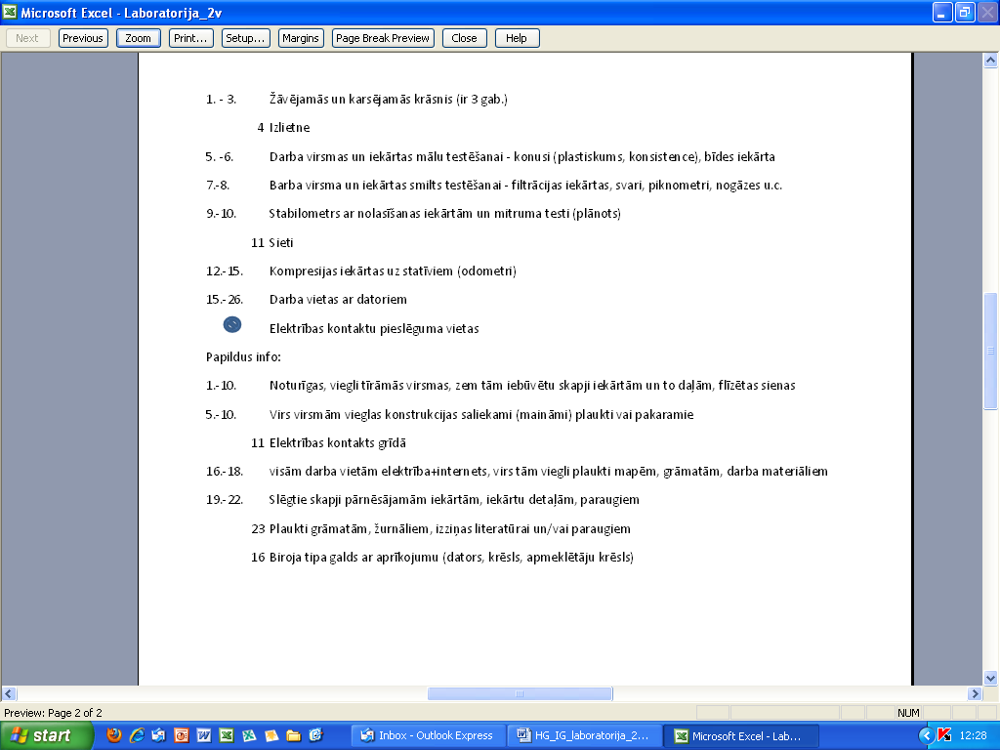 Microsoft Excel - Laboratorija_2v
Next Previous Zoom Print... Setup... Margins Page Break Preview Close Help
1. - 3. Žāvējamās un karsējamās krāsnis (ir 3 gab.)
4 Izlietne
5. -6. Darba virsmas un iekārtas mālu testēšanai - konusi (plastiskums, konsistence), bīdes iekārta
7.-8. Barba virsma un iekārtas smilts testēšanai - filtrācijas iekārtas, svari, piknometri, nogāzes u.c.
9.-10. Stabilometrs ar nolasīšanas iekārtām un mitruma testi (plānots)
11 Sieti
12.-15. Kompresijas iekārtas uz statīviem (odometri)
15.-26. Darba vietas ar datoriem
Elektrības kontaktu pieslēguma vietas
Papildus info:
1.-10. Noturīgas, viegli tīrāmās virsmas, zem tām iebūvētu skapji iekārtām un to daļām, flīzētas sienas
5.-10. Virs virsmām vieglas konstrukcijas saliekami (maināmi) plaukti vai pakaramie
11 Elektrības kontakts grīdā
16.-18. visām darba vietām elektrība+internets, virs tām viegli plaukti mapēm, grāmatām, darba materiāliem
19.-22. Slēgtie skapji pārnēsājamām iekārtām, iekārtu detaļām, paraugiem
23 Plaukti grāmatām, žurnāliem, izziņas literatūrai un/vai paraugiem
16 Biroja tipa galds ar aprīkojumu (dators, krēsls, apmeklētāju krēsls)
Preview: Page 2 of 2
NUM
start
Inbox - Outlook Express
HG_IG_laboratorija_2...
Microsoft Excel - Lab...
12:28